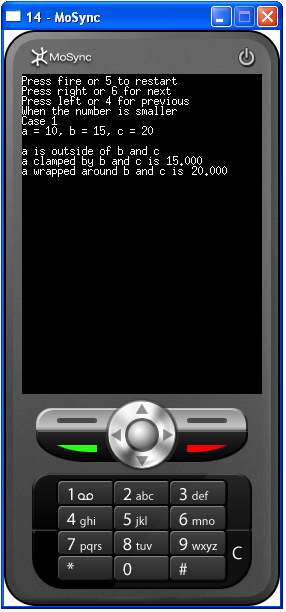 14 - MoSync
MoSync
Press fire or 5 to restart
Press right or 6 for next
Press left or 4 for previous
When the number is smaller
Case 1
a = 10, b = 15, c = 20
a is outside of b and c
a clamped by b and c is 15.000
a wrapped around b and c is 20.000
1 2 abc 3 def
4 ghi 5 jkl 6 mno
7 pqrs 8 tuv 9 wxyz
C
* 0 #